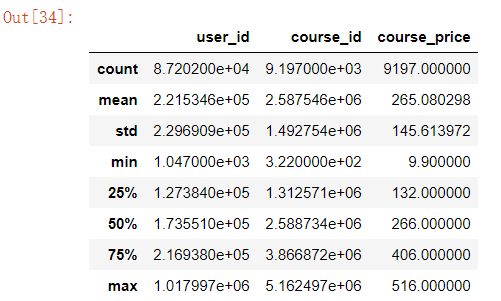 Out[34]:
user_id course_id course_price
count 8.720200e+04 9.197000e+03 9197.000000
mean 2.215346e+05 2.587546e+06 265.080298
std 2.296909e+05 1.492754e+06 145.613972
min 1.047000e+03 3.220000e+02 9.900000
25% 1.273840e+05 1.312571e+06 132.000000
50% 1.735510e+05 2.588734e+06 266.000000
75% 2.169380e+05 3.866872e+06 406.000000
max 1.017997e+06 5.162497e+06 516.000000